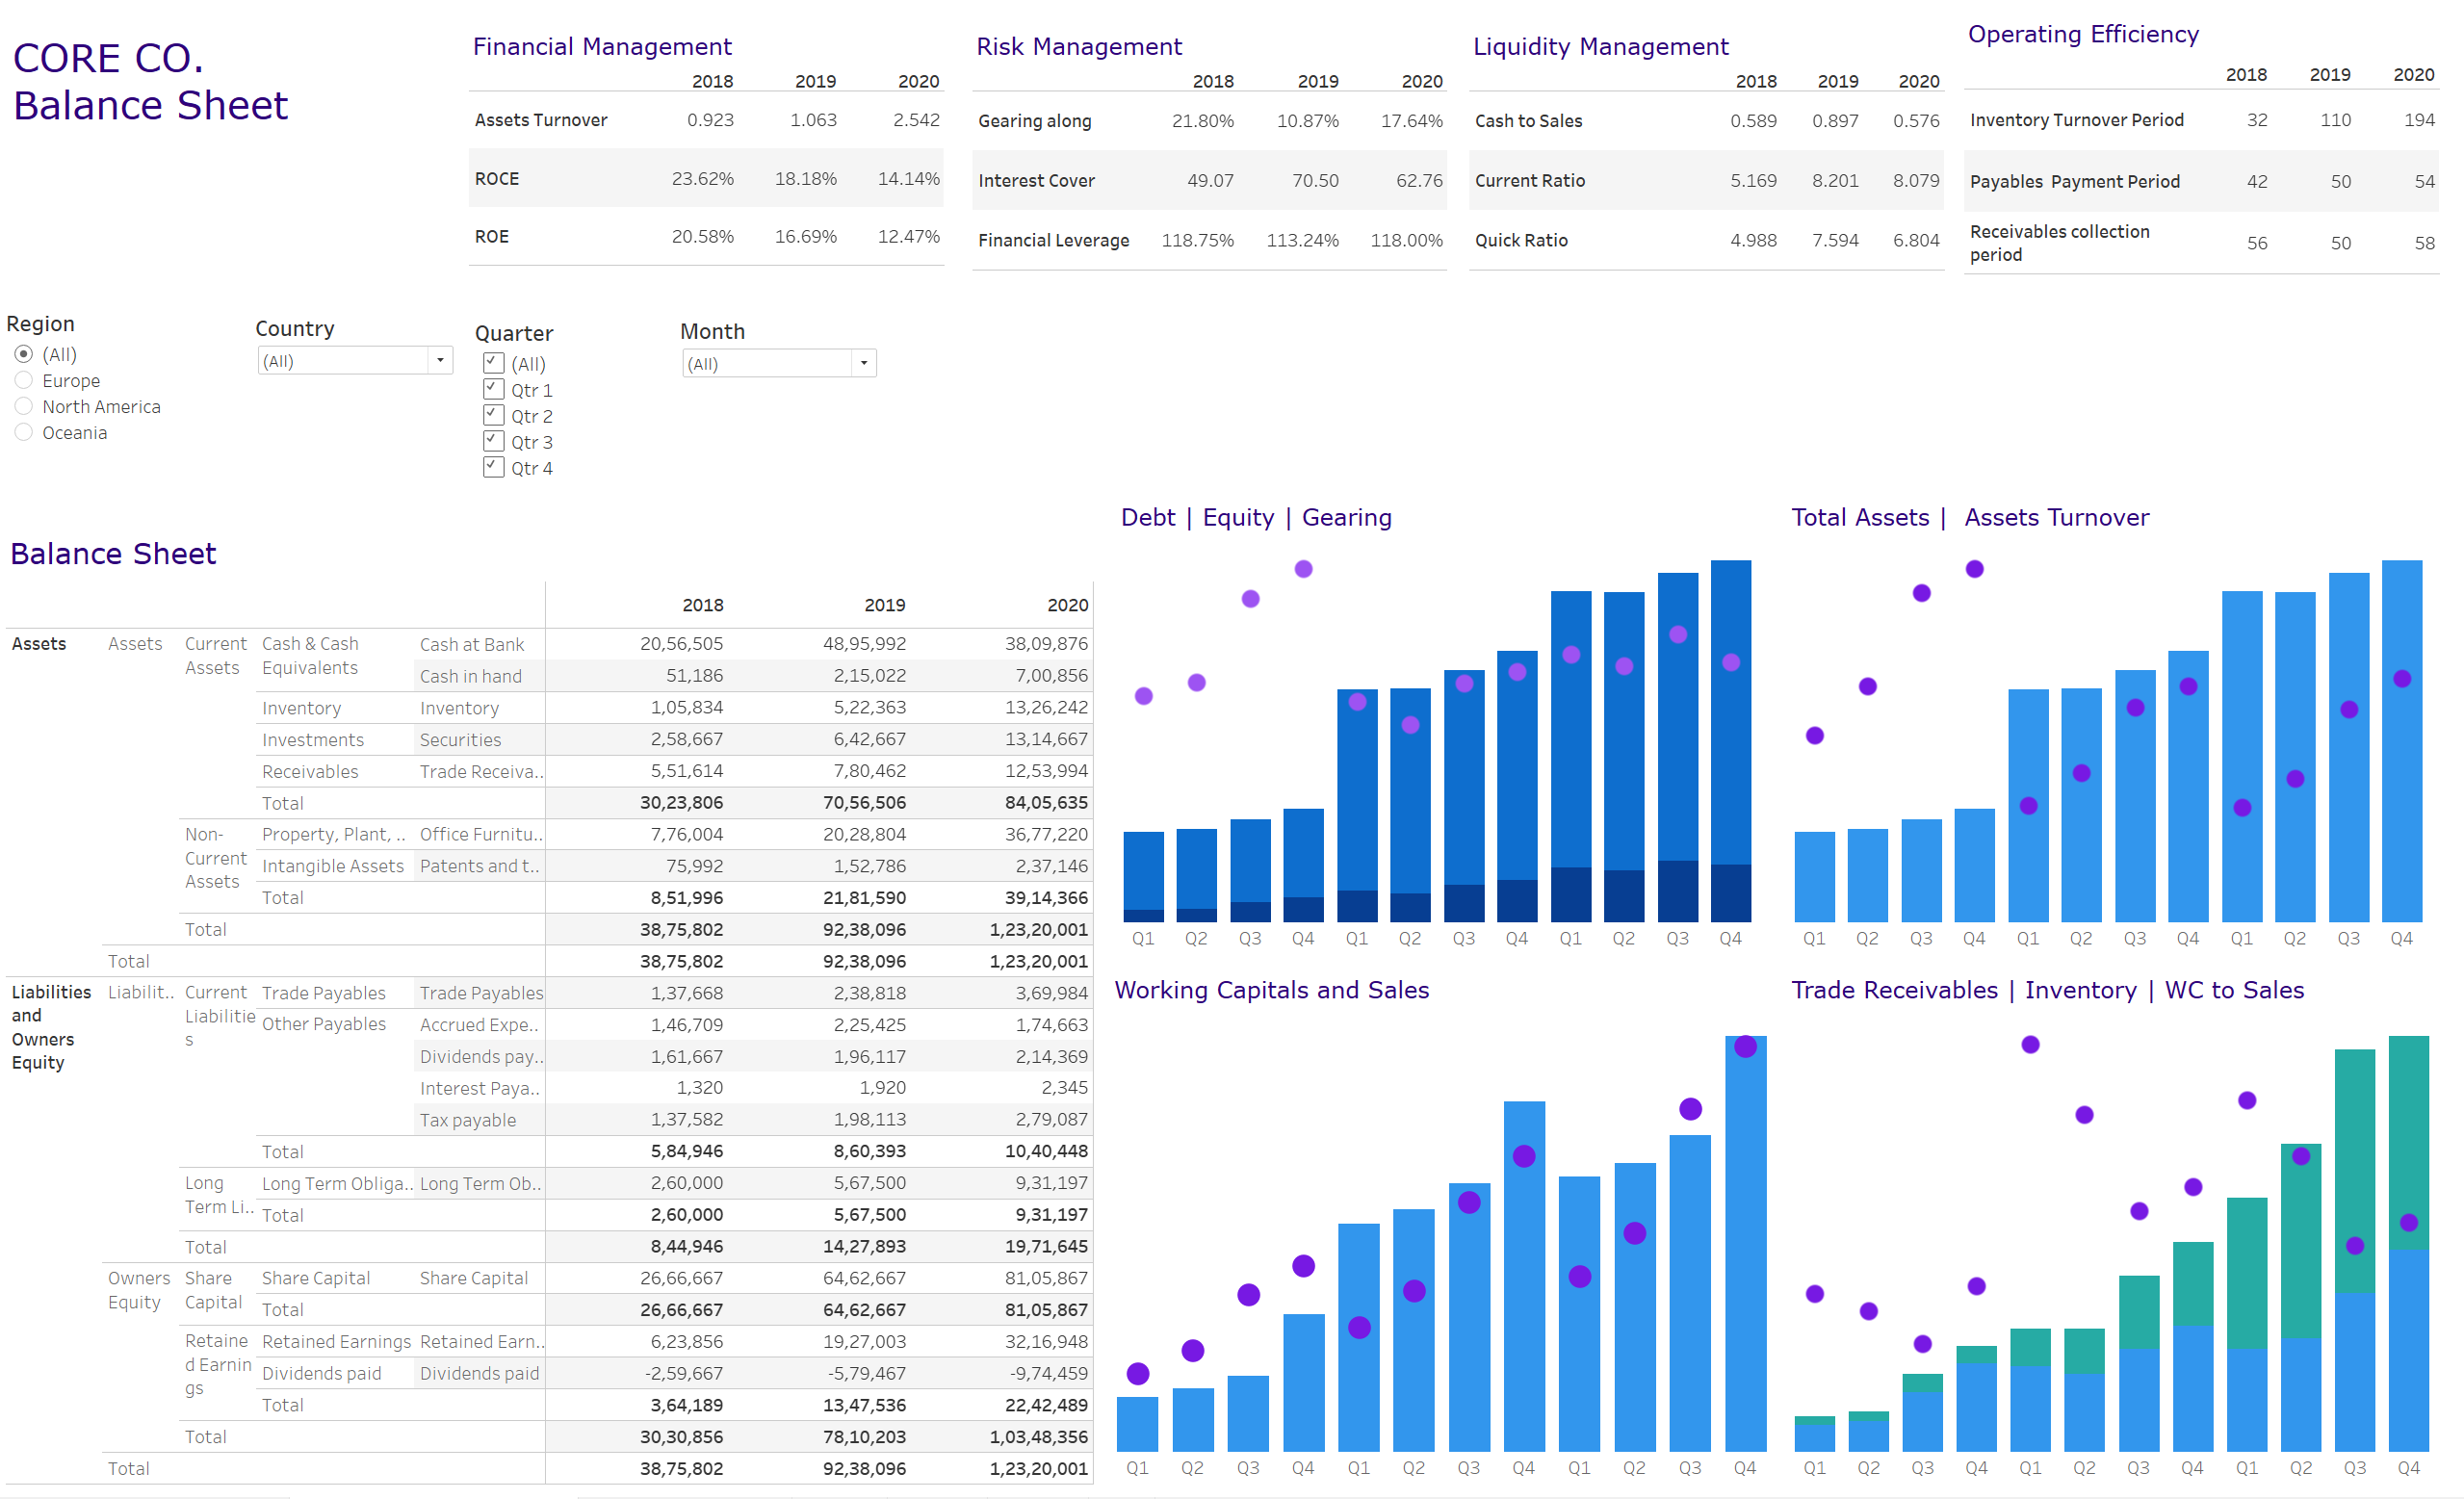 CORE CO.
Balance Sheet
Financial Management
2018 2019 2020
Assets Turnover 0.923 1.063 2.542
ROCE 23.62% 18.18% 14.14%
ROE 20.58% 16.69% 12.47%
Risk Management
2018 2019 2020
Gearing along 21.80% 10.87% 17.64%
Interest Cover 49.07 70.50 62.76
Financial Leverage 118.75% 113.24% 118.00%
Liquidity Management
2018 2019 2020
Cash to Sales 0.589 0.897 0.576
Current Ratio 5.169 8.201 8.079
Quick Ratio 4.988 7.594 6.804
Operating Efficiency
2018 2019 2020
Inventory Turnover Period 32 110 194
Payables Payment Period 42 50 54
Receivables collection
period 56 50 58
Region
(All)
Europe
North America
Oceania
Country
(All)
Quarter
(All)
Qtr 1
Qtr 2
Qtr 3
Qtr 4
Month
(All)
Balance Sheet
2018 2019 2020
Assets Assets Current Cash & Cash Cash at Bank 20,56,505 48,95,992 38,09,876
Assets Equivalents Cash in hand 51,186 2,15,022 7,00,856
Inventory Inventory 1,05,834 5,22,363 13,26,242
Investments Securities 2,58,667 6,42,667 13,14,667
Receivables Trade Receiva.. 5,51,614 7,80,462 12,53,994
Total 30,23,806 70,56,506 84,05,635
Non- Property, Plant, .. Office Furnitu.. 7,76,004 20,28,804 36,77,220
Current Intangible Assets Patents and t.. 75,992 1,52,786 2,37,146
Assets Total 8,51,996 21,81,590 39,14,366
Total 38,75,802 92,38,096 1,23,20,001
Total 38,75,802 92,38,096 1,23,20,001
Liabilities Liabilit.. Current Trade Payables Trade Payables 1,37,668 2,38,818 3,69,984
and Liabilitie Other Payables Accrued Expe.. 1,46,709 2,25,425 1,74,663
Owners s Dividends pay.. 1,61,667 1,96,117 2,14,369
Equity Interest Paya.. 1,320 1,920 2,345
Tax payable 1,37,582 1,98,113 2,79,087
Total 5,84,946 8,60,393 10,40,448
Long Long Term Obliga.. Long Term Ob.. 2,60,000 5,67,500 9,31,197
Term Li.. Total 2,60,000 5,67,500 9,31,197
Total 8,44,946 14,27,893 19,71,645
Owners Share Share Capital Share Capital 26,66,667 64,62,667 81,05,867
Equity Capital Total 26,66,667 64,62,667 81,05,867
Retaine Retained Earnings Retained Earn.. 6,23,856 19,27,003 32,16,948
d Earnin Dividends paid Dividends paid -2,59,667 -5,79,467 -9,74,459
gs Total 3,64,189 13,47,536 22,42,489
Total 30,30,856 78,10,203 1,03,48,356
Total 38,75,802 92,38,096 1,23,20,001
Debt | Equity | Gearing
Q1 Q2 Q3 Q4 Q1 Q2 Q3 Q4 Q1 Q2 Q3 Q4
Total Assets | Assets Turnover
Q1 Q2 Q3 Q4 Q1 Q2 Q3 Q4 Q1 Q2 Q3 Q4
Working Capitals and Sales
Q1 Q2 Q3 Q4 Q1 Q2 Q3 Q4 Q1 Q2 Q3 Q4
Trade Receivables | Inventory | WC to Sales
Q1 Q2 Q3 Q4 Q1 Q2 Q3 Q4 Q1 Q2 Q3 Q4